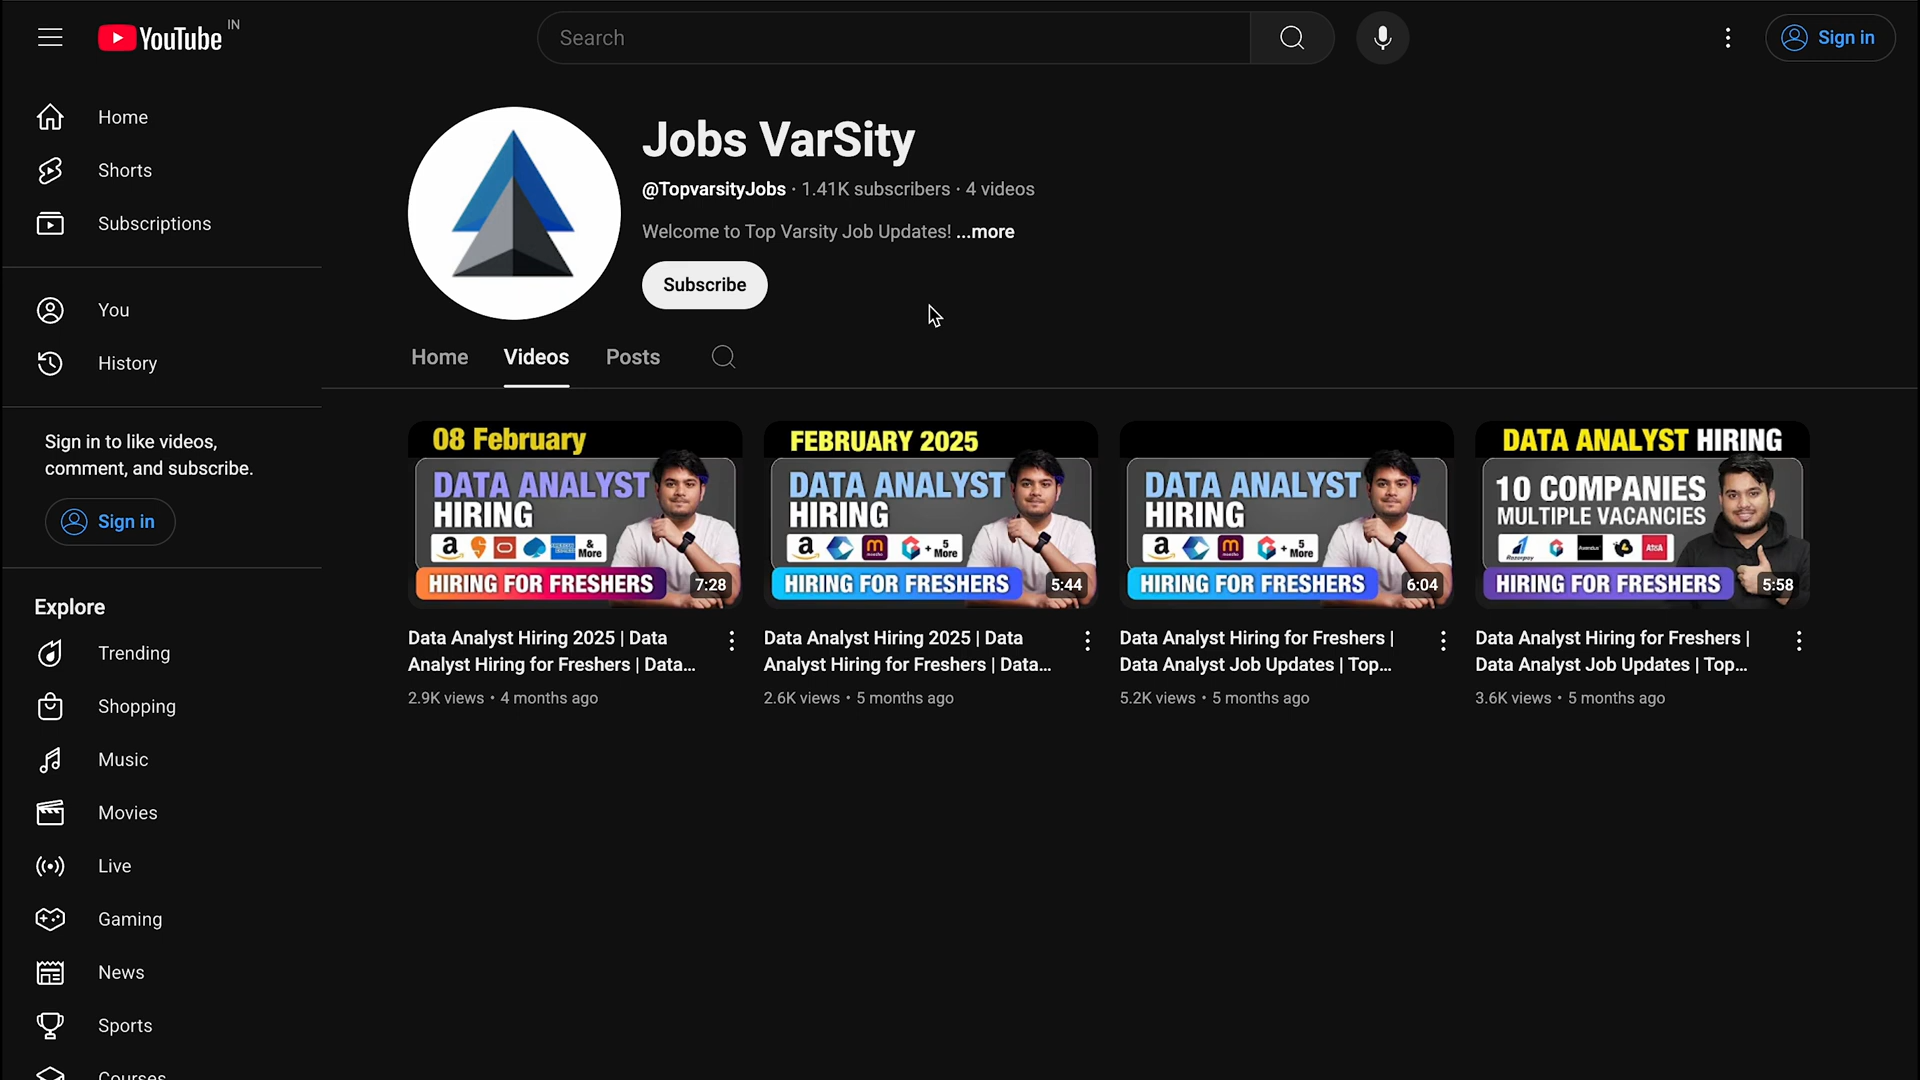 YouTube IN
Search
Sign in
Home
Shorts
Subscriptions
You
History
Sign in to like videos,
comment, and subscribe.
Sign in
Explore
Trending
Shopping
Music
Movies
Live
Gaming
News
Sports
Courses
Jobs VarSity
@TopvarsityJobs · 1.41K subscribers · 4 videos
Welcome to Top Varsity Job Updates! ...more
Subscribe
Home Videos Posts
08 February
DATA ANALYST
HIRING
& More
HIRING FOR FRESHERS
7:28
Data Analyst Hiring 2025 | Data
Analyst Hiring for Freshers | Data...
2.9K views • 4 months ago
FEBRUARY 2025
DATA ANALYST
HIRING
+ 5 More
HIRING FOR FRESHERS
5:44
Data Analyst Hiring 2025 | Data
Analyst Hiring for Freshers | Data...
2.6K views • 5 months ago
DATA ANALYST
HIRING
+ 5 More
HIRING FOR FRESHERS
6:04
Data Analyst Hiring for Freshers |
Data Analyst Job Updates | Top...
5.2K views • 5 months ago
DATA ANALYST HIRING
10 COMPANIES
MULTIPLE VACANCIES
HIRING FOR FRESHERS
5:58
Data Analyst Hiring for Freshers |
Data Analyst Job Updates | Top...
3.6K views • 5 months ago